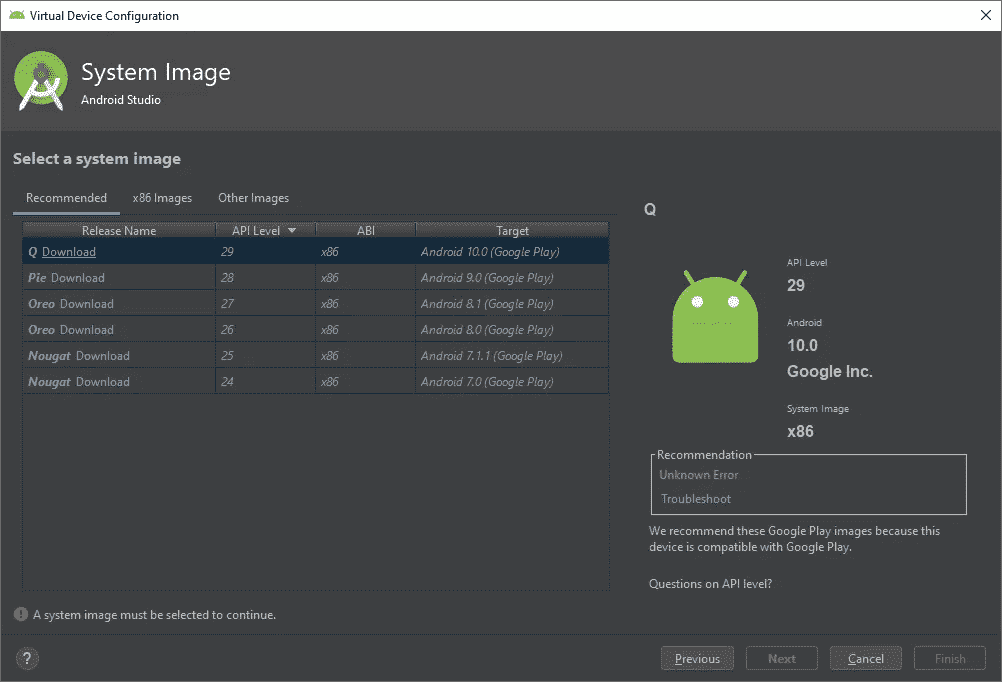 Virtual Device Configuration
System Image
Android Studio
Select a system image
Recommended x86 Images Other Images
Release Name API Level ABI Target
Q Download 29 x86 Android 10.0 (Google Play)
Pie Download 28 x86 Android 9.0 (Google Play)
Oreo Download 27 x86 Android 8.1 (Google Play)
Oreo Download 26 x86 Android 8.0 (Google Play)
Nougat Download 25 x86 Android 7.1.1 (Google Play)
Nougat Download 24 x86 Android 7.0 (Google Play)
Q
API Level
29
Android
10.0
Google Inc.
System Image
x86
Recommendation
Unknown Error
Troubleshoot
We recommend these Google Play images because this
device is compatible with Google Play.
Questions on API level?
A system image must be selected to continue.
? Previous Next Cancel Finish